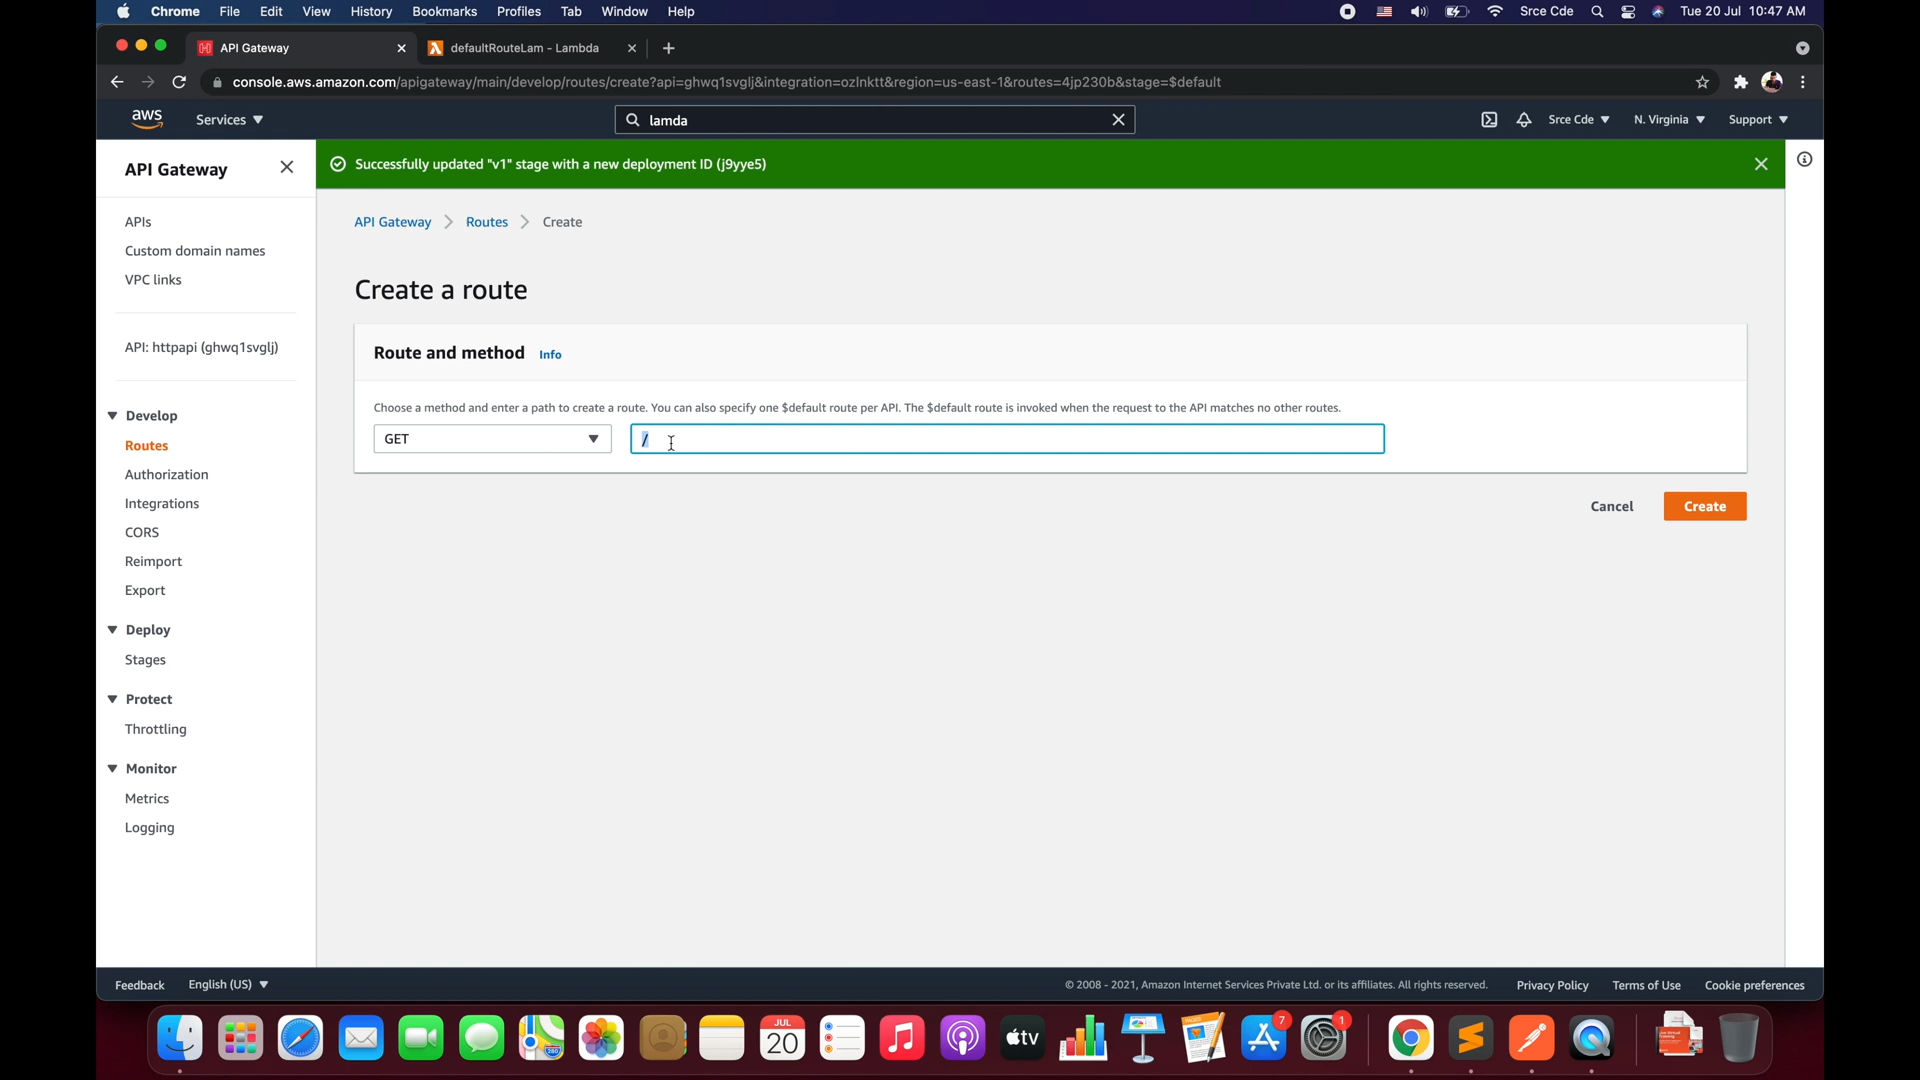 Chrome File Edit View History Bookmarks Profiles Tab Window Help Srce Cde Tue 20 Jul 10:47 AM
API Gateway defaultRouteLam - Lambda
console.aws.amazon.com/apigateway/main/develop/routes/create?api=ghwq1svglj&integration=ozlnktt&region=us-east-1&routes=4jp230b&stage=$default
aws Services lamda Srce Cde N. Virginia Support
API Gateway
Successfully updated "v1" stage with a new deployment ID (j9yye5)
APIs
Custom domain names
VPC links
API: httpapi (ghwq1svglj)
Develop
Routes
Authorization
Integrations
CORS
Reimport
Export
Deploy
Stages
Protect
Throttling
Monitor
Metrics
Logging
API Gateway Routes Create
Create a route
Route and method Info
Choose a method and enter a path to create a route. You can also specify one $default route per API. The $default route is invoked when the request to the API matches no other routes.
GET /
Cancel Create
Feedback English (US) © 2008 - 2021, Amazon Internet Services Private Ltd. or its affiliates. All rights reserved. Privacy Policy Terms of Use Cookie preferences
JUL
20
tv
7
1